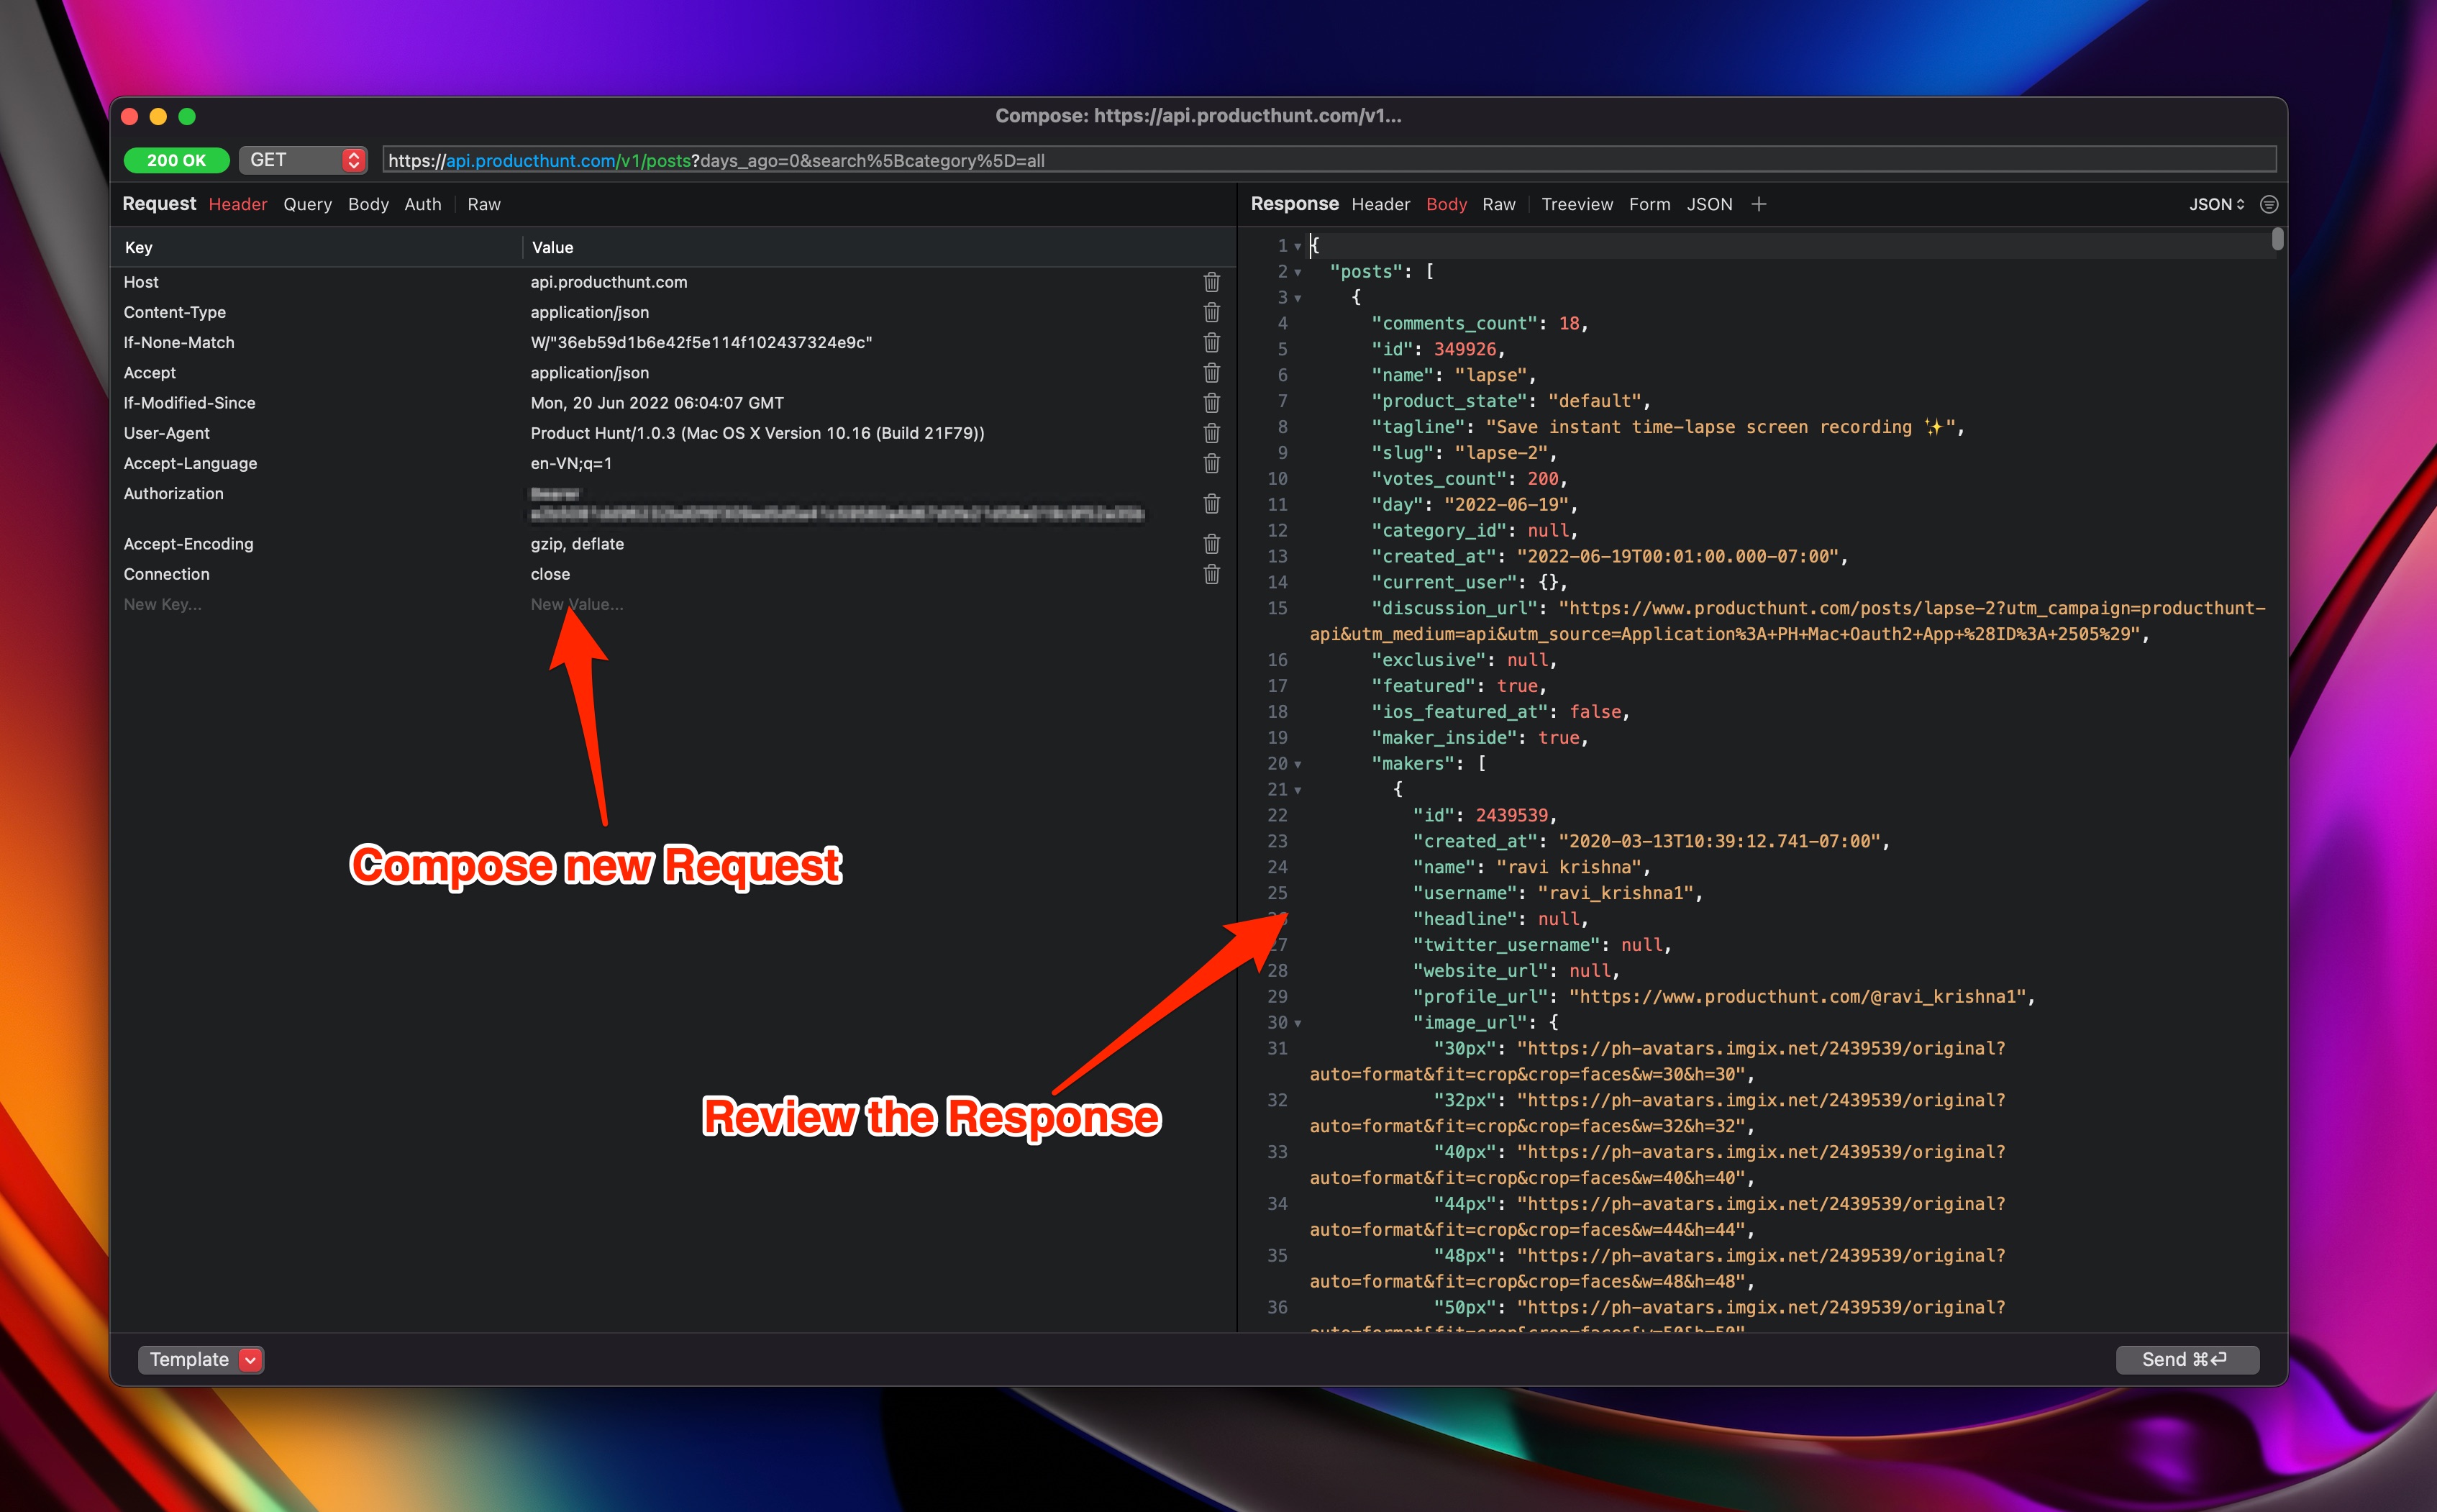 Compose: https://api.producthunt.com/v1...
200 OK GET https://api.producthunt.com/v1/posts?days_ago=0&search%5Bcategory%5D=all
Request Header Query Body Auth Raw
Key Value
Host api.producthunt.com
Content-Type application/json
If-None-Match W/"36eb59d1b6e42f5e114f102437324e9c"
Accept application/json
If-Modified-Since Mon, 20 Jun 2022 06:04:07 GMT
User-Agent Product Hunt/1.0.3 (Mac OS X Version 10.16 (Build 21F79))
Accept-Language en-VN;q=1
Authorization
Accept-Encoding gzip, deflate
Connection close
New Key... New Value...
Compose new Request
Review the Response
Template
Response Header Body Raw Treeview Form JSON + JSON
1 {
2 "posts": [
3 {
4 "comments_count": 18,
5 "id": 349926,
6 "name": "lapse",
7 "product_state": "default",
8 "tagline": "Save instant time-lapse screen recording ✨",
9 "slug": "lapse-2",
10 "votes_count": 200,
11 "day": "2022-06-19",
12 "category_id": null,
13 "created_at": "2022-06-19T00:01:00.000-07:00",
14 "current_user": {},
15 "discussion_url": "https://www.producthunt.com/posts/lapse-2?utm_campaign=producthunt-
api&utm_medium=api&utm_source=Application%3A+PH+Mac+Oauth2+App+%28ID%3A+2505%29",
16 "exclusive": null,
17 "featured": true,
18 "ios_featured_at": false,
19 "maker_inside": true,
20 "makers": [
21 {
22 "id": 2439539,
23 "created_at": "2020-03-13T10:39:12.741-07:00",
24 "name": "ravi krishna",
25 "username": "ravi_krishna1",
26 "headline": null,
27 "twitter_username": null,
28 "website_url": null,
29 "profile_url": "https://www.producthunt.com/@ravi_krishna1",
30 "image_url": {
31 "30px": "https://ph-avatars.imgix.net/2439539/original?
auto=format&fit=crop&crop=faces&w=30&h=30",
32 "32px": "https://ph-avatars.imgix.net/2439539/original?
auto=format&fit=crop&crop=faces&w=32&h=32",
33 "40px": "https://ph-avatars.imgix.net/2439539/original?
auto=format&fit=crop&crop=faces&w=40&h=40",
34 "44px": "https://ph-avatars.imgix.net/2439539/original?
auto=format&fit=crop&crop=faces&w=44&h=44",
35 "48px": "https://ph-avatars.imgix.net/2439539/original?
auto=format&fit=crop&crop=faces&w=48&h=48",
36 "50px": "https://ph-avatars.imgix.net/2439539/original?
auto=format&fit=crop&crop=faces&w=50&h=50",
Send ⌘↩